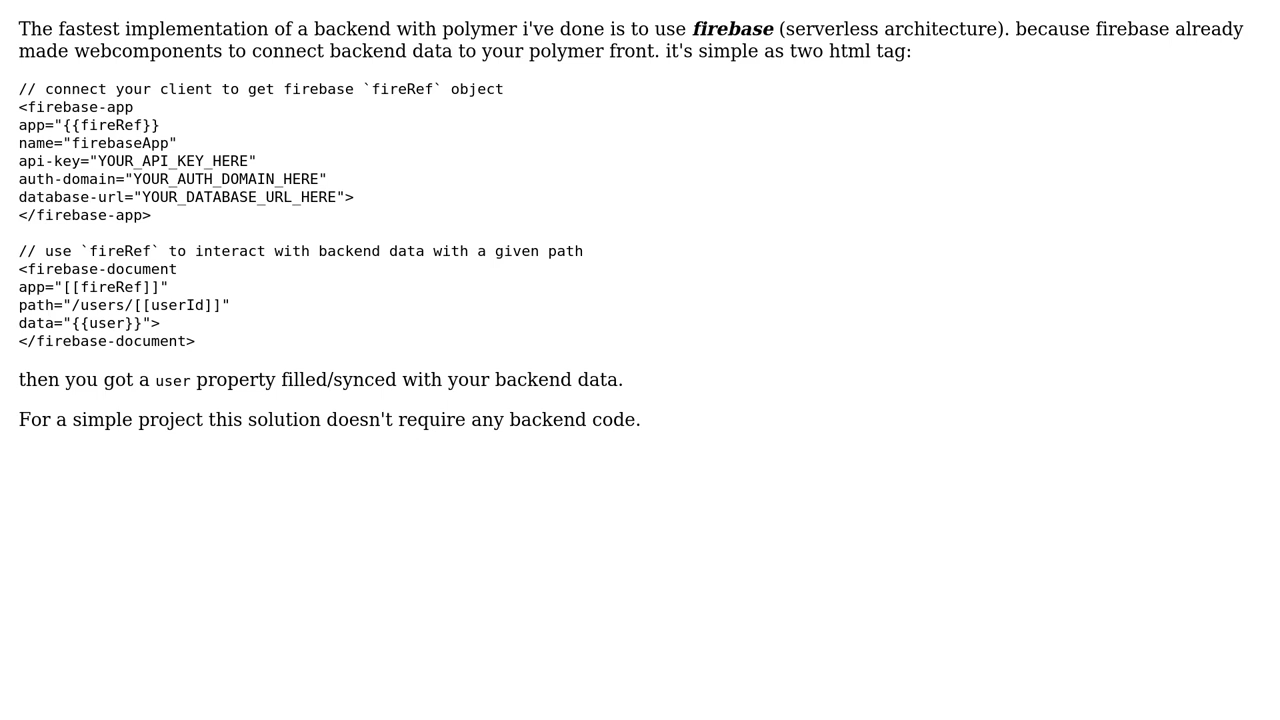 The fastest implementation of a backend with polymer i've done is to use firebase (serverless architecture). because firebase already
made webcomponents to connect backend data to your polymer front. it's simple as two html tag:
// connect your client to get firebase `fireRef` object
<firebase-app
app="{{fireRef}}
name="firebaseApp"
api-key="YOUR_API_KEY_HERE"
auth-domain="YOUR_AUTH_DOMAIN_HERE"
database-url="YOUR_DATABASE_URL_HERE">
</firebase-app>
// use `fireRef` to interact with backend data with a given path
<firebase-document
app="[[fireRef]]"
path="/users/[[userId]]"
data="{{user}}">
</firebase-document>
then you got a user property filled/synced with your backend data.
For a simple project this solution doesn't require any backend code.